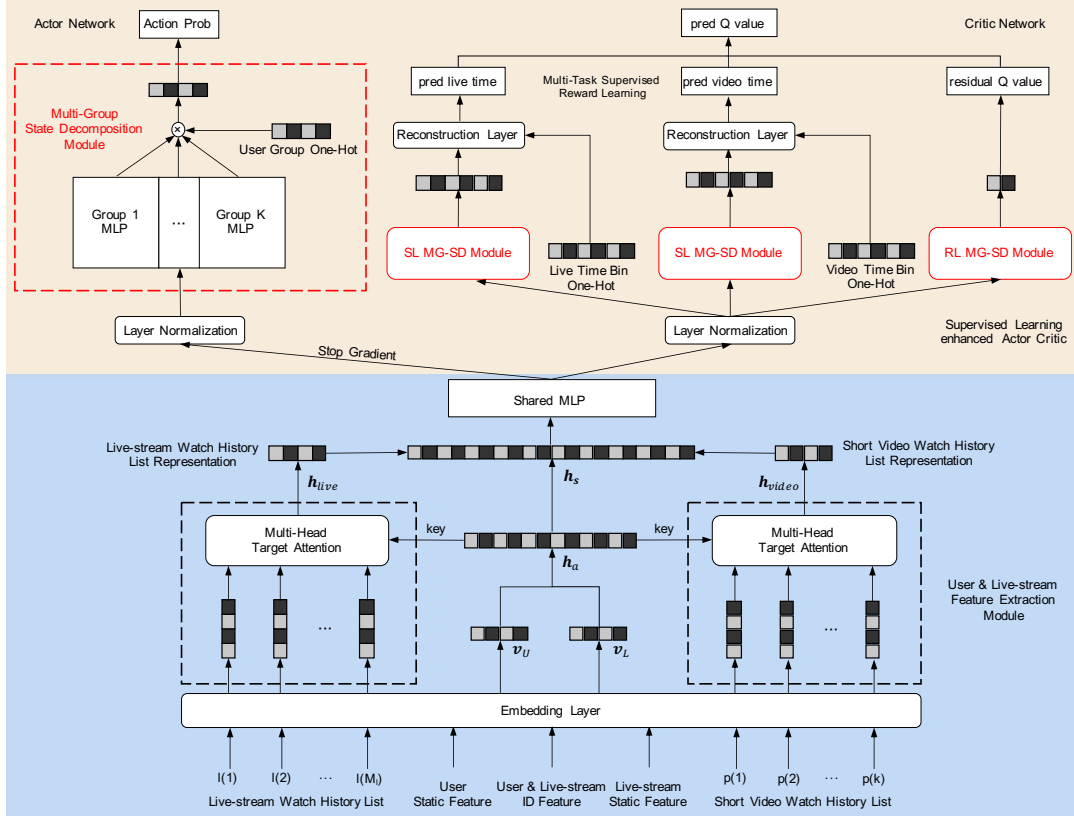 Actor Network
Action Prob
pred Q value
Critic Network
pred live time
Multi-Task Supervised
Reward Learning
pred video time
residual Q value
Multi-Group
State Decomposition
Module
×
User Group One-Hot
Reconstruction Layer
Reconstruction Layer
Group 1
MLP
...
Group K
MLP
SL MG-SD Module
SL MG-SD Module
RL MG-SD Module
Live Time Bin
One-Hot
Video Time Bin
One-Hot
Layer Normalization
Layer Normalization
Supervised Learning
enhanced Actor Critic
Stop Gradient
Shared MLP
Live-stream Watch History
List Representation
Short Video Watch History
List Representation
h_live
h_s
h_video
Multi-Head
Target Attention
key
key
Multi-Head
Target Attention
h_a
User & Live-stream
Feature Extraction
Module
...
...
v_U
v_L
Embedding Layer
l(1)
l(2)
...
l(M_l)
User
Static Feature
User & Live-stream
ID Feature
Live-stream
Static Feature
p(1)
p(2)
...
p(k)
Live-stream Watch History List
Short Video Watch History List